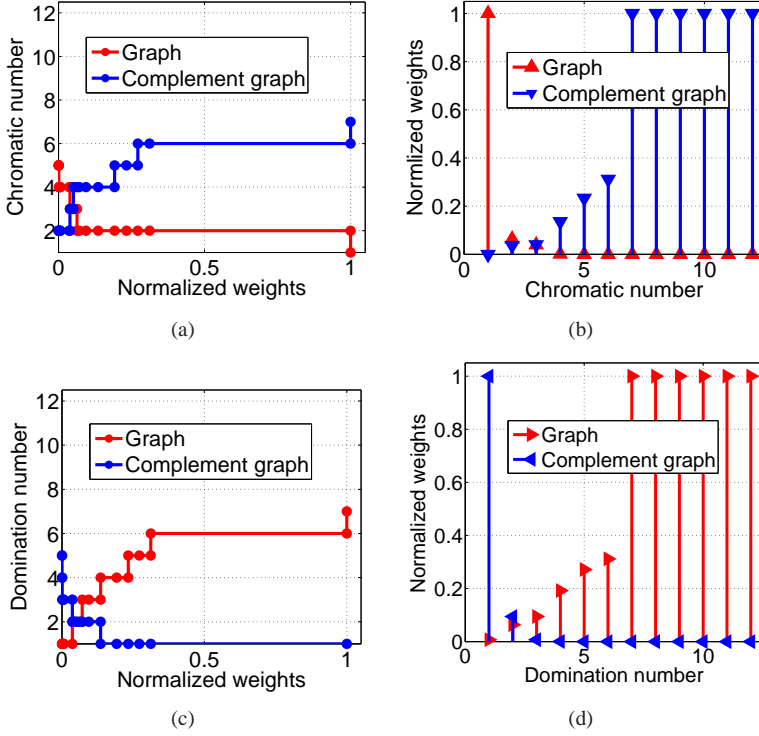 12
10
8
6
4
2
0
0.5
1
Chromatic number
Normalized weights
Graph
Complement graph
(a)
1
0.8
0.6
0.4
0.2
0
0
5
10
Normlized weights
Chromatic number
Graph
Complement graph
(b)
12
10
8
6
4
2
0
0.5
1
Domination number
Normalized weights
Graph
Complement graph
(c)
1
0.8
0.6
0.4
0.2
0
0
5
10
Normalized weights
Domination number
Graph
Complement graph
(d)